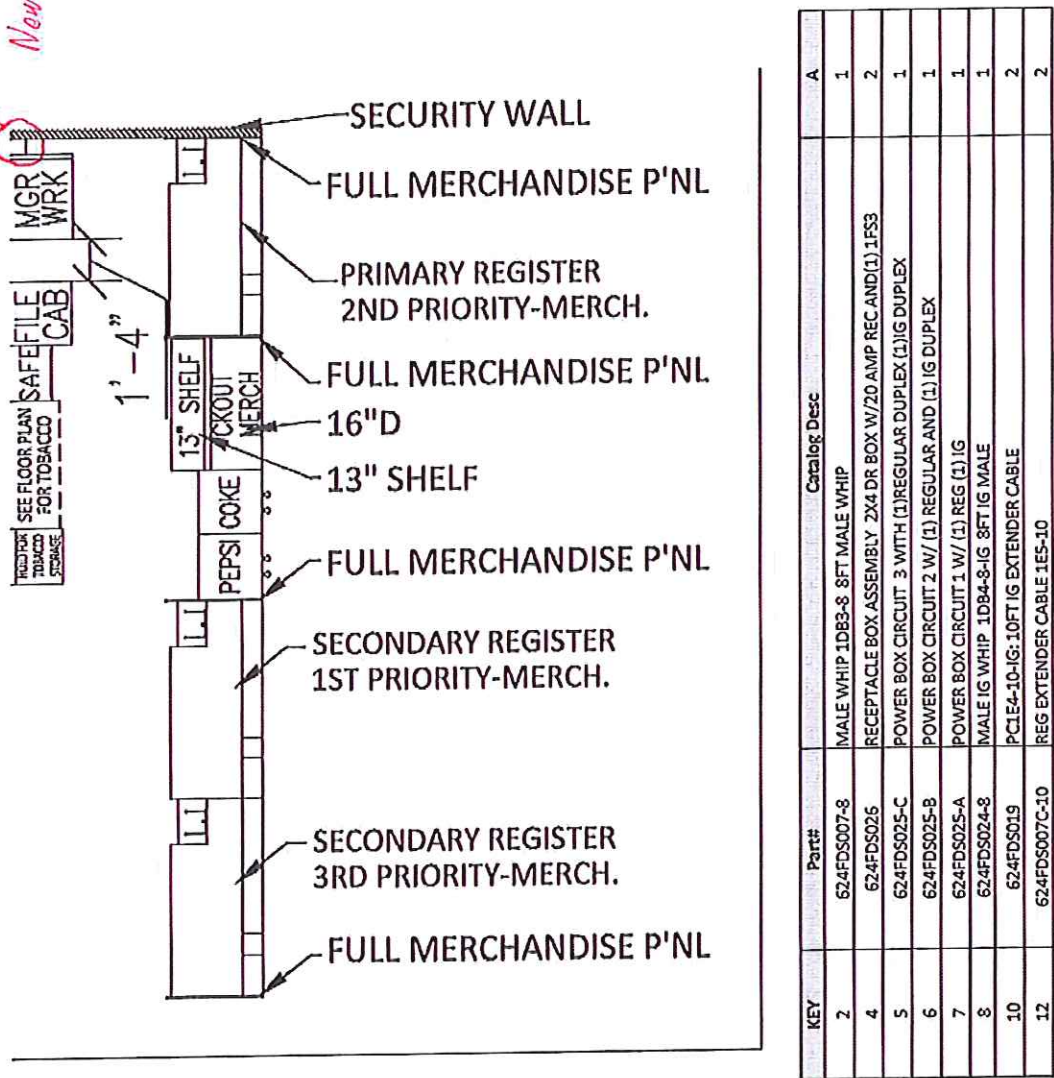 New
SECURITY WALL
FULL MERCHANDISE P'NL
MGR
WRK
PRIMARY REGISTER
2ND PRIORITY-MERCH.
FILE
CAB
SAFE
1'-4"
FULL MERCHANDISE P'NL
13" SHELF
CKOUT
MERCH
16"D
13" SHELF
SEE FLOOR PLAN
FOR TOBACCO
HOLD FOR
TOBACCO
STORAGE
COKE
PEPSI
FULL MERCHANDISE P'NL
SECONDARY REGISTER
1ST PRIORITY-MERCH.
SECONDARY REGISTER
3RD PRIORITY-MERCH.
FULL MERCHANDISE P'NL
KEY Part# Catalog Desc A
2 624FDS007-8 MALE WHIP 1DB3-8 8FT MALE WHIP 1
4 624FDS026 RECEPTACLE BOX ASSEMBLY 2X4 DR BOX W/20 AMP REC AND(1) 1FS3 2
5 624FDS025-C POWER BOX CIRCUIT 3 WITH (1)REGULAR DUPLEX (1)IG DUPLEX 1
6 624FDS025-B POWER BOX CIRCUIT 2 W/ (1) REGULAR AND (1) IG DUPLEX 1
7 624FDS025-A POWER BOX CIRCUIT 1 W/ (1) REG (1) IG 1
8 624FDS024-8 MALE IG WHIP 1DB4-8-IG 8FT IG MALE 1
10 624FDS019 PC1E4-10-IG: 10FT IG EXTENDER CABLE 2
12 624FDS007C-10 REG EXTENDER CABLE 1E5-10 2